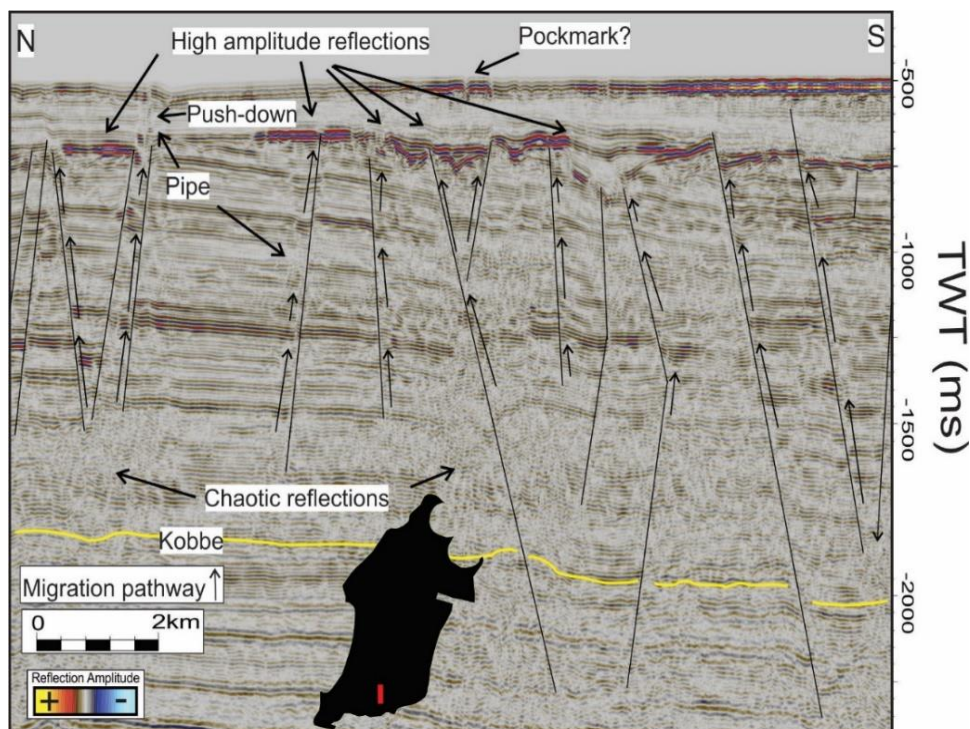 N
S
High amplitude reflections
Pockmark?
Push-down
Pipe
Chaotic reflections
Kobbe
Migration pathway
0 2km
Reflection Amplitude
+ -
-500
-1000
-1500
-2000
TWT (ms)